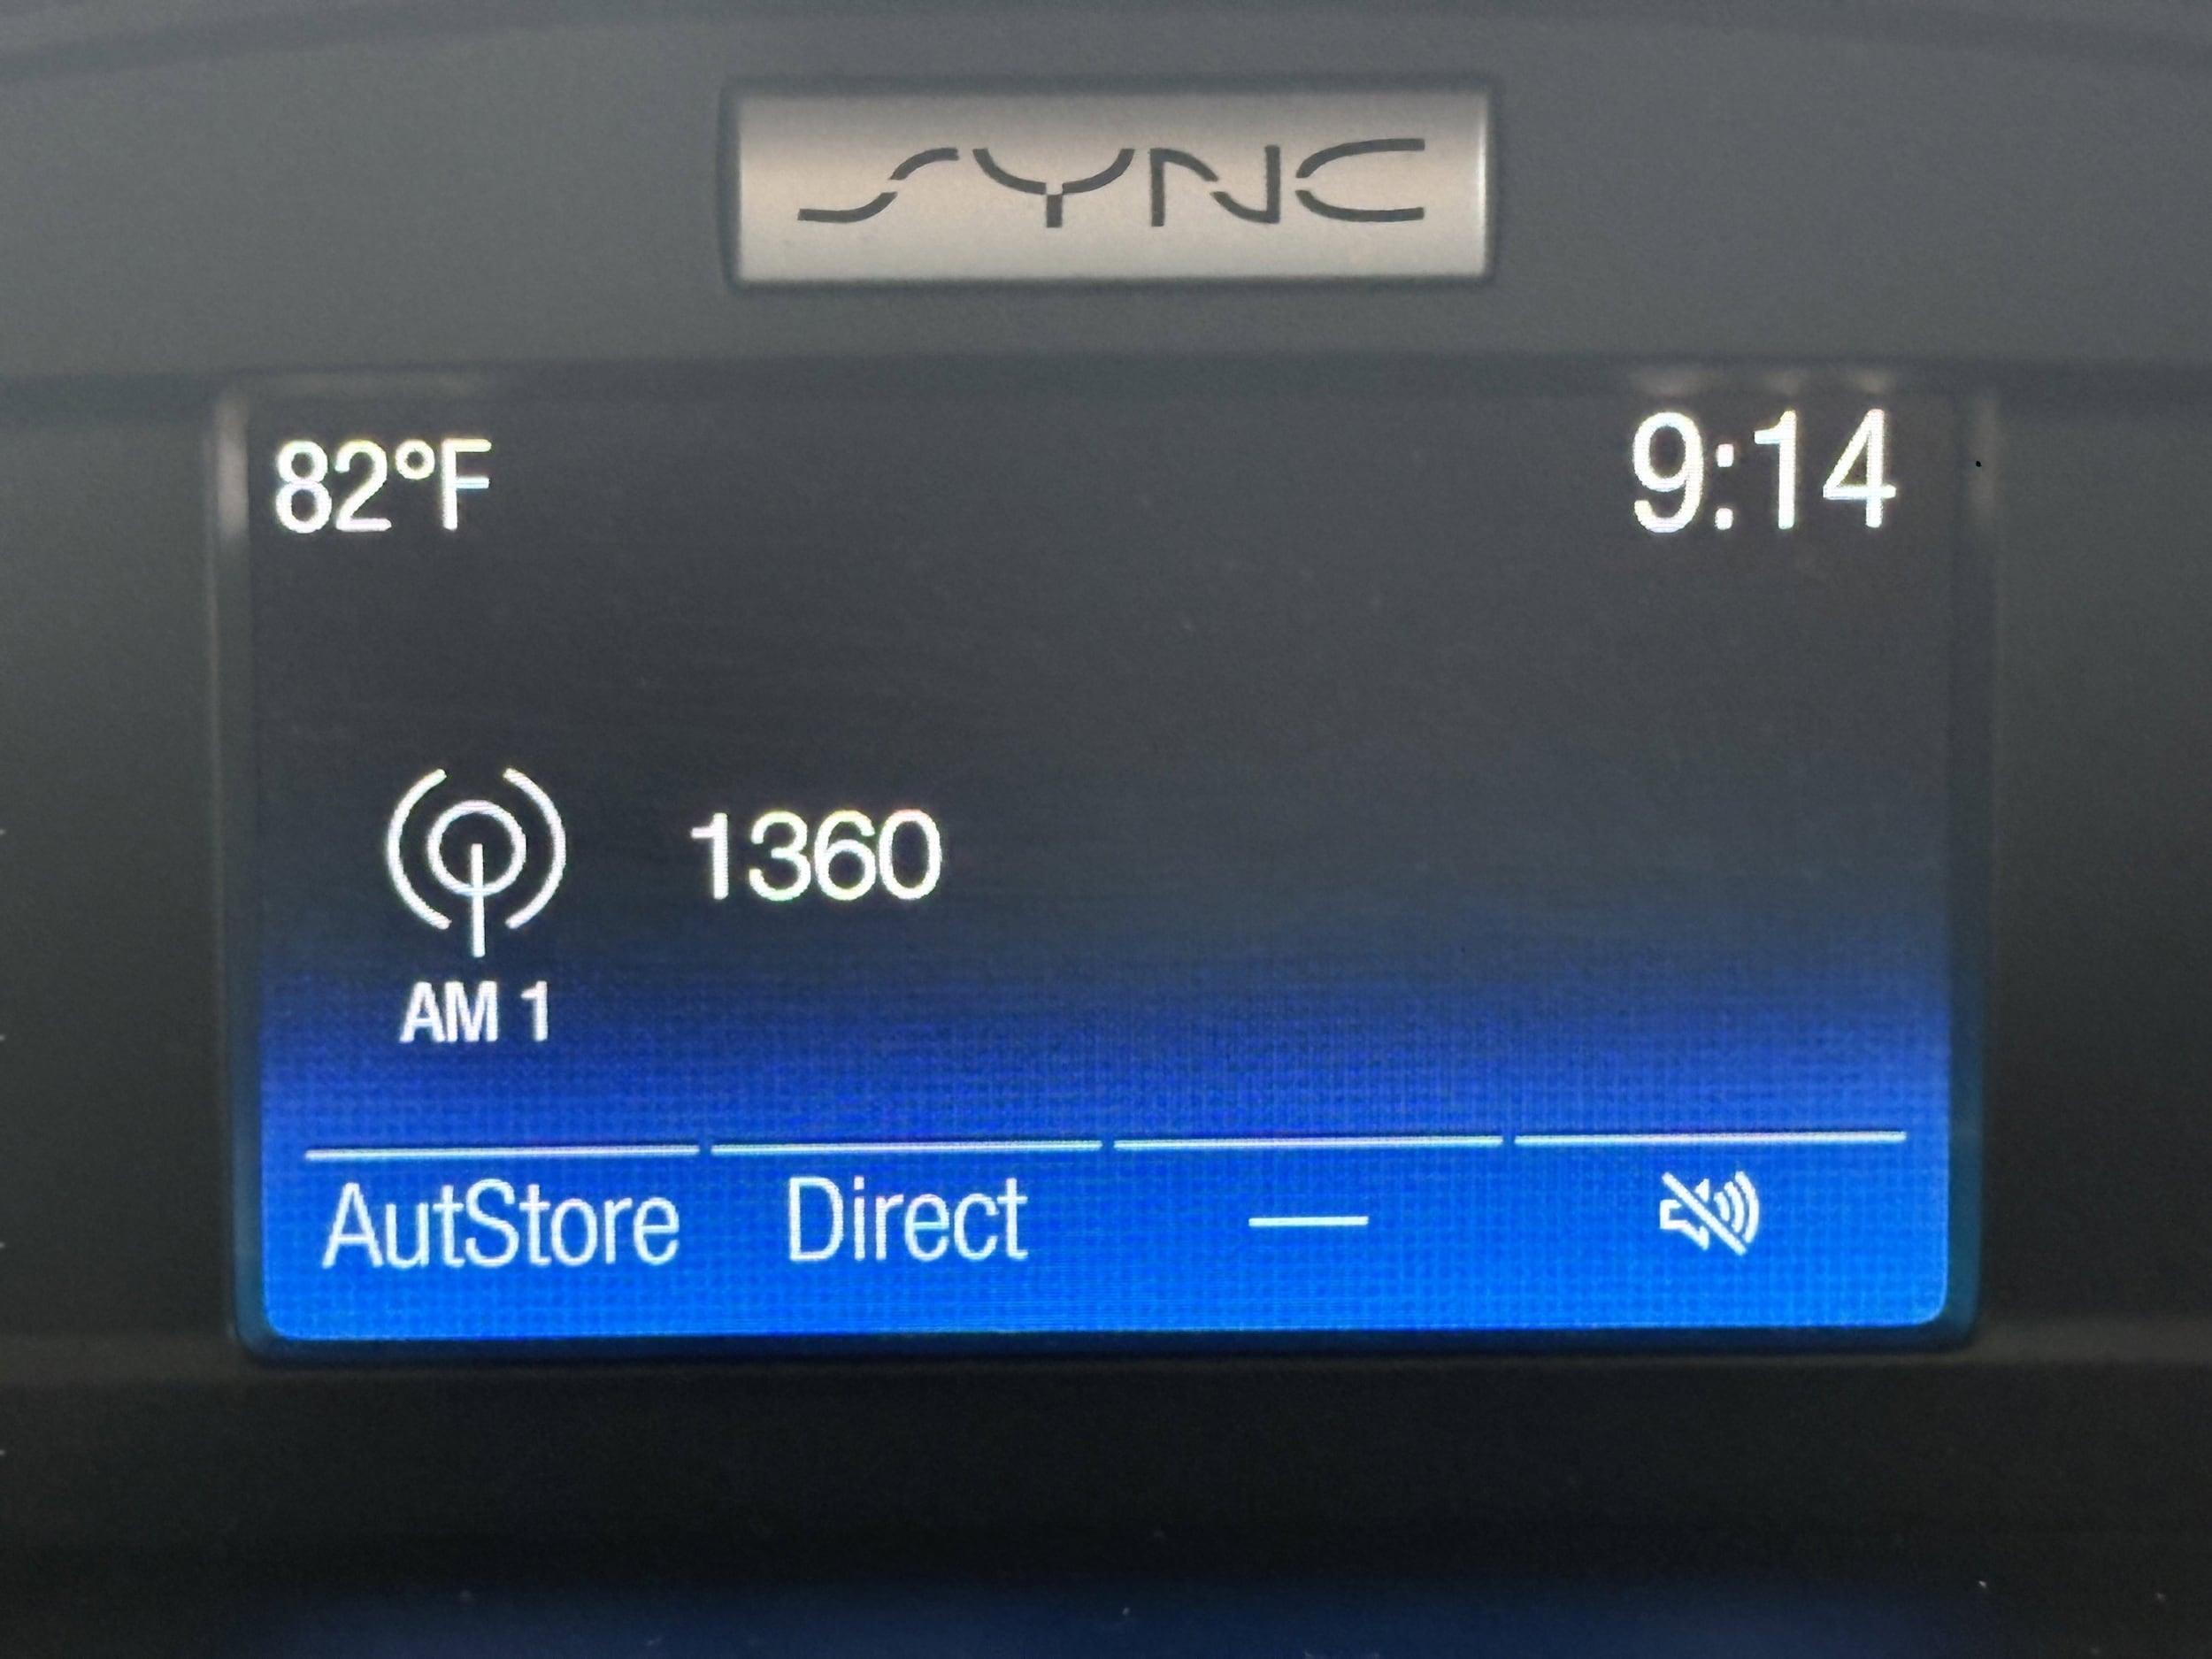 SYNC
82°F 9:14
1360
AM 1
AutStore Direct —